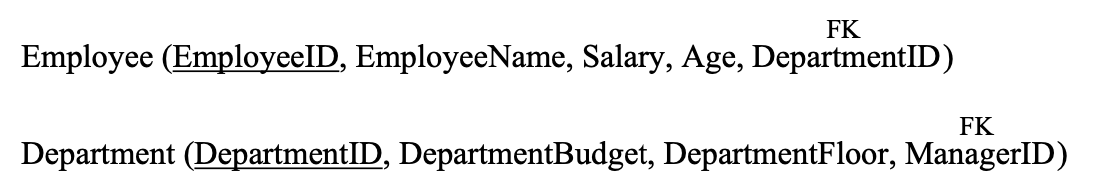 FK
Employee (EmployeeID, EmployeeName, Salary, Age, DepartmentID)
FK
Department (DepartmentID, DepartmentBudget, DepartmentFloor, ManagerID)